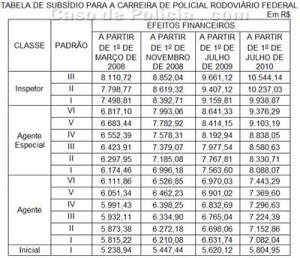 TABELA DE SUBSÍDIO PARA A CARREIRA DE POLICIAL RODOVIÁRIO FEDERAL
Em R$
CLASSE PADRÃO EFEITOS FINANCEIROS
A PARTIR DE 1º DE MARÇO DE 2008 A PARTIR DE 1º DE NOVEMBRO DE 2008 A PARTIR DE 1º DE JULHO DE 2009 A PARTIR DE 1º DE JULHO DE 2010
Inspetor III 8.110,72 8.852,04 9.661,12 10.544,14
II 7.798,77 8.619,32 9.407,12 10.237,03
I 7.498,81 8.392,71 9.159,81 9.938,87
Agente Especial VI 6.817,10 7.993,06 8.641,33 9.376,29
V 6.683,44 7.782,92 8.414,15 9.103,19
IV 6.552,39 7.578,31 8.192,94 8.838,05
III 6.423,91 7.379,07 7.977,54 8.580,63
II 6.297,95 7.185,08 7.767,81 8.330,71
I 6.174,46 6.996,18 7.563,60 8.088,07
Agente VI 6.111,86 6.526,85 6.970,03 7.443,29
V 6.051,34 6.462,23 6.901,02 7.369,60
IV 5.991,43 6.398,25 6.832,69 7.296,63
III 5.932,11 6.334,90 6.765,04 7.224,39
II 5.873,38 6.272,18 6.698,06 7.152,86
I 5.815,22 6.210,08 6.631,74 7.082,04
Inicial I 5.238,94 5.447,44 5.620,12 5.804,95